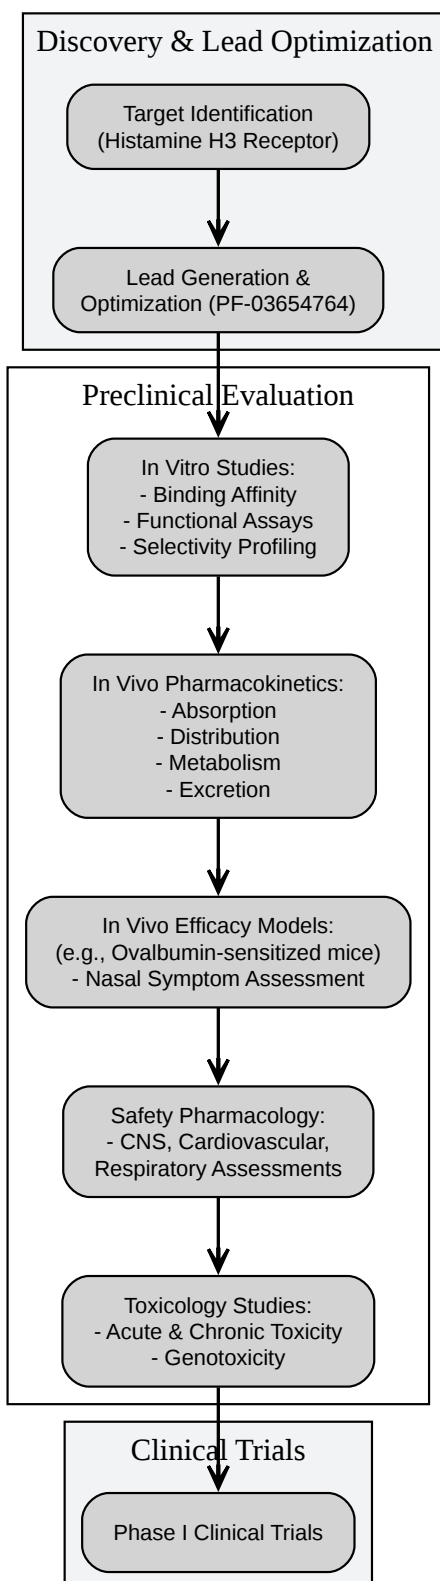 Discovery & Lead Optimization
Target Identification
(Histamine H3 Receptor)
Lead Generation &
Optimization (PF-03654764)
Preclinical Evaluation
In Vitro Studies:
- Binding Affinity
- Functional Assays
- Selectivity Profiling
In Vivo Pharmacokinetics:
- Absorption
- Distribution
- Metabolism
- Excretion
In Vivo Efficacy Models:
(e.g., Ovalbumin-sensitized mice)
- Nasal Symptom Assessment
Safety Pharmacology:
- CNS, Cardiovascular,
Respiratory Assessments
Toxicology Studies:
- Acute & Chronic Toxicity
- Genotoxicity
Clinical Trials
Phase I Clinical Trials